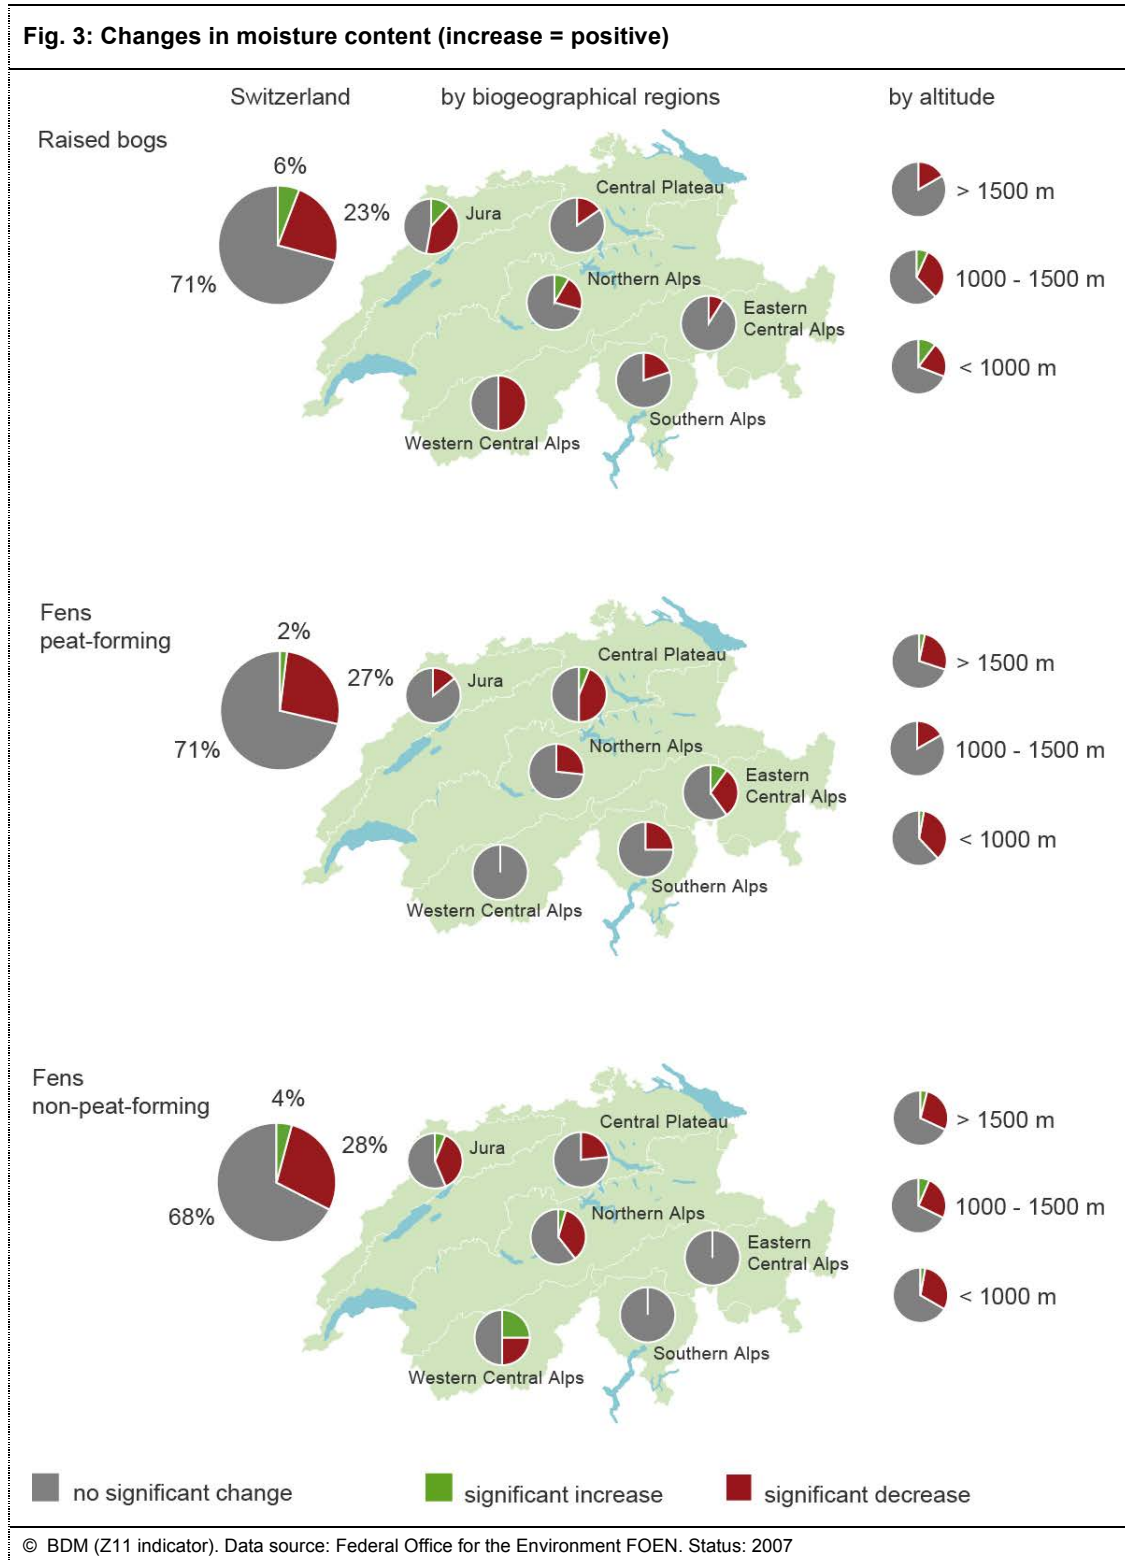 Fig. 3: Changes in moisture content (increase = positive)
Switzerland
by biogeographical regions
by altitude
Raised bogs
6%
23%
71%
Jura
Central Plateau
Northern Alps
Eastern
Central Alps
Southern Alps
Western Central Alps
> 1500 m
1000 - 1500 m
< 1000 m
Fens
peat-forming
2%
27%
71%
Jura
Central Plateau
Northern Alps
Eastern
Central Alps
Southern Alps
Western Central Alps
> 1500 m
1000 - 1500 m
< 1000 m
Fens
non-peat-forming
4%
28%
68%
Jura
Central Plateau
Northern Alps
Eastern
Central Alps
Southern Alps
Western Central Alps
> 1500 m
1000 - 1500 m
< 1000 m
no significant change
significant increase
significant decrease
© BDM (Z11 indicator). Data source: Federal Office for the Environment FOEN. Status: 2007